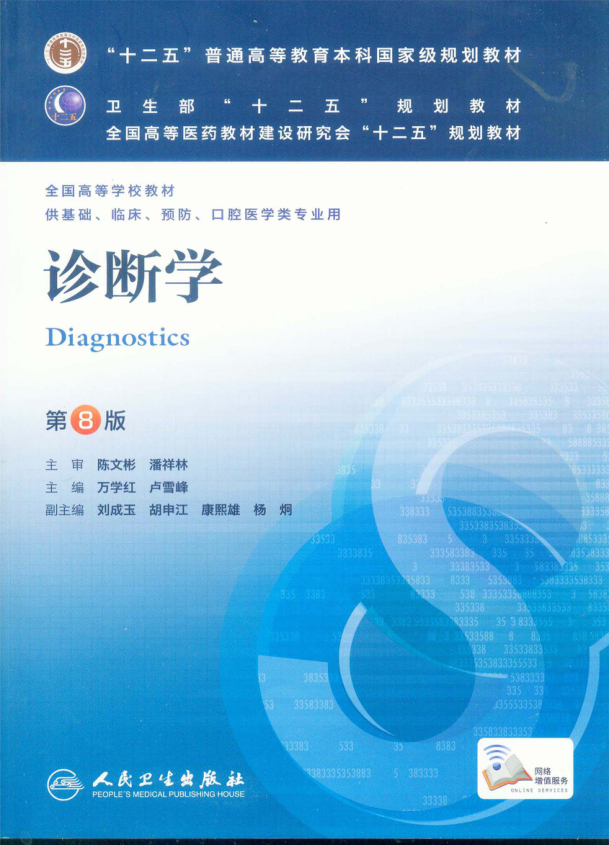 “十二五”普通高等教育本科国家级规划教材
卫生部“十二五”规划教材
全国高等医药教材建设研究会“十二五”规划教材
十二五
全国高等学校教材
供基础、临床、预防、口腔医学类专业用
诊断学
Diagnostics
第8版
主 审 陈文彬 潘祥林
主 编 万学红 卢雪峰
副主编 刘成玉 胡申江 康熙雄 杨 炯
人民卫生出版社
PEOPLE'S MEDICAL PUBLISHING HOUSE
网络
增值服务
ONLINE SERVICES